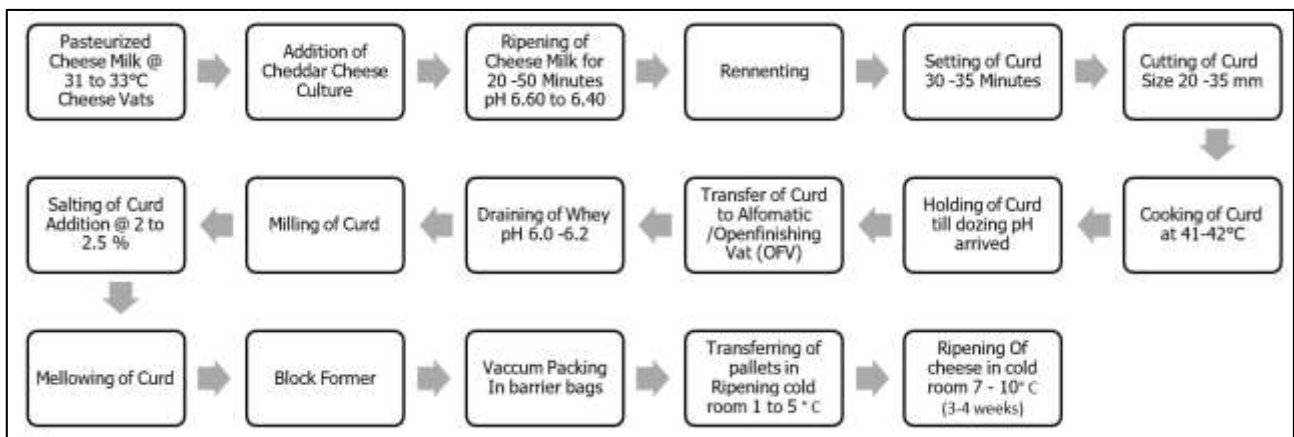 Pasteurized
Cheese Milk @
31 to 33°C
Cheese Vats
Addition of
Cheddar Cheese
Culture
Ripening of
Cheese Milk for
20 -50 Minutes
pH 6.60 to 6.40
Rennenting
Setting of Curd
30 -35 Minutes
Cutting of Curd
Size 20 -35 mm
Cooking of Curd
at 41-42°C
Holding of Curd
till dozing pH
arrived
Transfer of Curd
to Alfomatic
/Openfinishing
Vat (OFV)
Draining of Whey
pH 6.0 -6.2
Milling of Curd
Salting of Curd
Addition @ 2 to
2.5 %
Mellowing of Curd
Block Former
Vaccum Packing
In barrier bags
Transferring of
pallets in
Ripening cold
room 1 to 5 °C
Ripening Of
cheese in cold
room 7 - 10°C
(3-4 weeks)